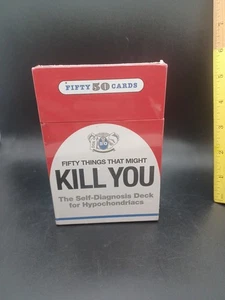 FIFTY 50 CARDS
FIFTY THINGS THAT MIGHT
KILL YOU
The Self-Diagnosis Deck
for Hypochondriacs